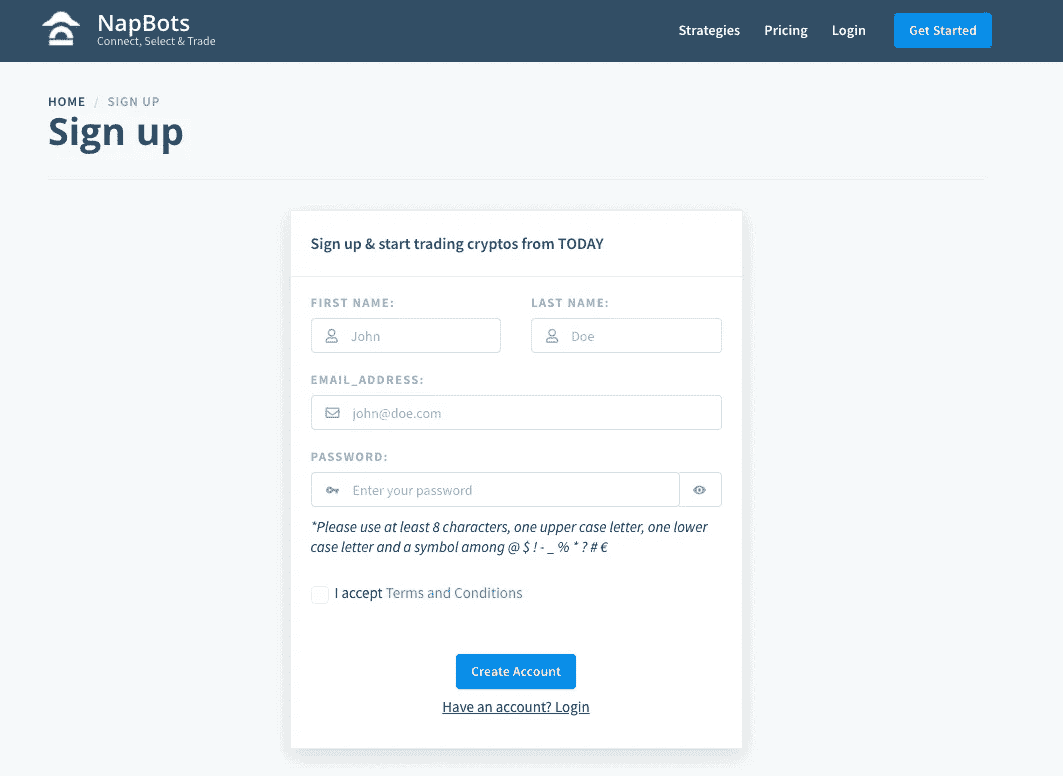 NapBots
Connect, Select & Trade
Strategies Pricing Login Get Started
HOME / SIGN UP
Sign up
Sign up & start trading cryptos from TODAY
FIRST NAME: LAST NAME:
John Doe
EMAIL_ADDRESS:
john@doe.com
PASSWORD:
Enter your password
*Please use at least 8 characters, one upper case letter, one lower
case letter and a symbol among @ $ ! - _ % * ? # €
I accept Terms and Conditions
Create Account
Have an account? Login